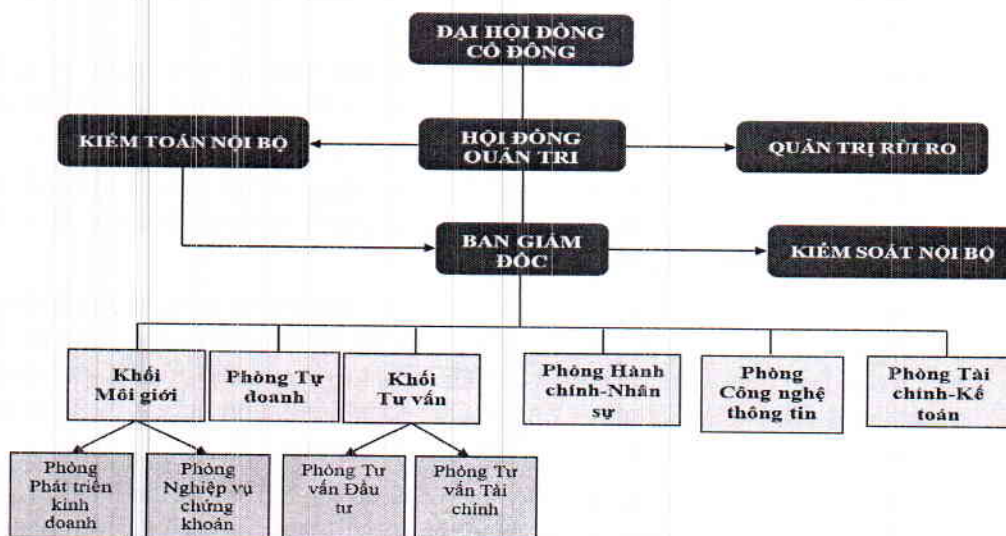 ĐẠI HỘI ĐỒNG
CỔ ĐÔNG
KIỂM TOÁN NỘI BỘ
HỘI ĐỒNG
QUẢN TRỊ
QUẢN TRỊ RỦI RO
BAN GIÁM
ĐỐC
KIỂM SOÁT NỘI BỘ
Khối
Môi giới
Phòng Tự
doanh
Khối
Tư vấn
Phòng Hành
chính-Nhân
sự
Phòng
Công nghệ
thông tin
Phòng Tài
chính-Kế
toán
Phòng
Phát triển
kinh
doanh
Phòng
Nghiệp vụ
chứng
khoán
Phòng Tư
vấn Đầu
tư
Phòng Tư
vấn Tài
chính